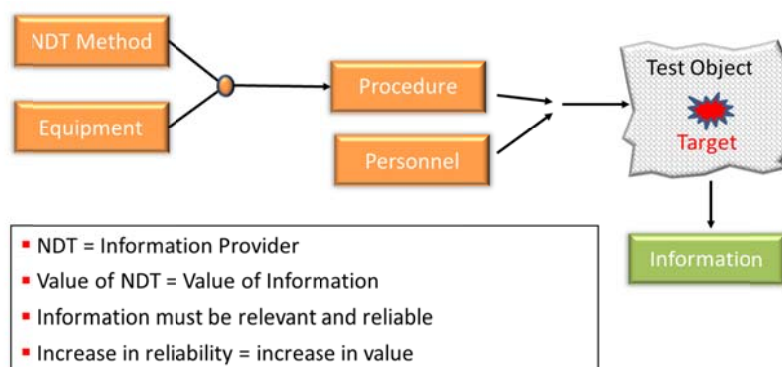 NDT Method
Equipment
Procedure
Personnel
Test Object
Target
Information
▪ NDT = Information Provider
▪ Value of NDT = Value of Information
▪ Information must be relevant and reliable
▪ Increase in reliability = increase in value